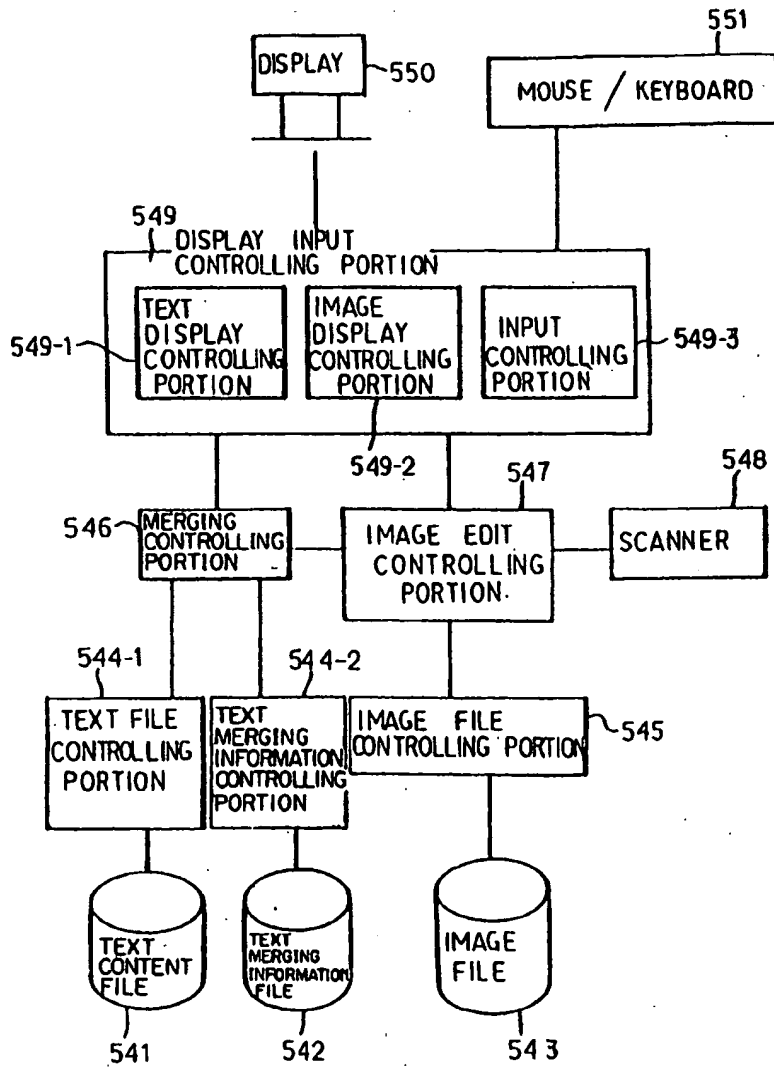 DISPLAY
550
551
MOUSE / KEYBOARD
549
DISPLAY INPUT
CONTROLLING PORTION
TEXT
DISPLAY
CONTROLLING
PORTION
549-1
IMAGE
DISPLAY
CONTROLLING
PORTION
549-2
INPUT
CONTROLLING
PORTION
549-3
546
MERGING
CONTROLLING
PORTION
547
IMAGE EDIT
CONTROLLING
PORTION.
548
SCANNER
544-1
TEXT FILE
CONTROLLING
PORTION
544-2
TEXT
MERGING
INFORMATION
CONTROLLING
PORTION
IMAGE FILE
CONTROLLING PORTION
545
TEXT
CONTENT
FILE
541
TEXT
MERGING
INFORMATION
FILE
542
IMAGE
FILE
543